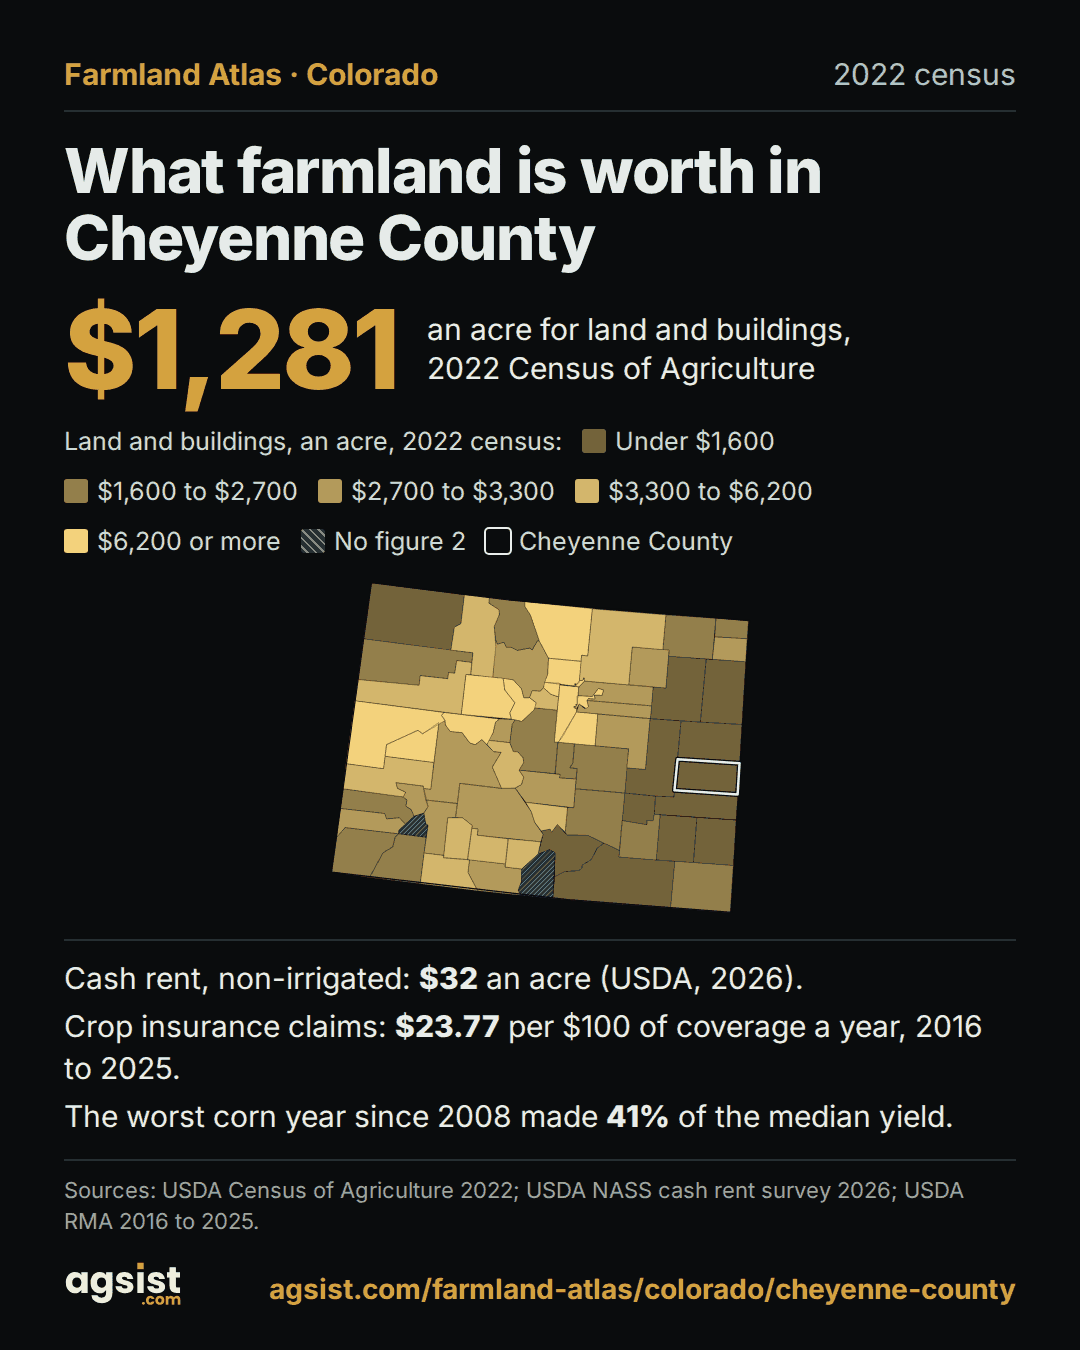 Farmland Atlas · Colorado
2022 census
What farmland is worth in
Cheyenne County
$1,281
an acre for land and buildings,
2022 Census of Agriculture
Land and buildings, an acre, 2022 census: Under $1,600
$1,600 to $2,700 $2,700 to $3,300 $3,300 to $6,200
$6,200 or more No figure 2 Cheyenne County
Cash rent, non-irrigated: $32 an acre (USDA, 2026).
Crop insurance claims: $23.77 per $100 of coverage a year, 2016
to 2025.
The worst corn year since 2008 made 41% of the median yield.
Sources: USDA Census of Agriculture 2022; USDA NASS cash rent survey 2026; USDA
RMA 2016 to 2025.
agsist
.com
agsist.com/farmland-atlas/colorado/cheyenne-county